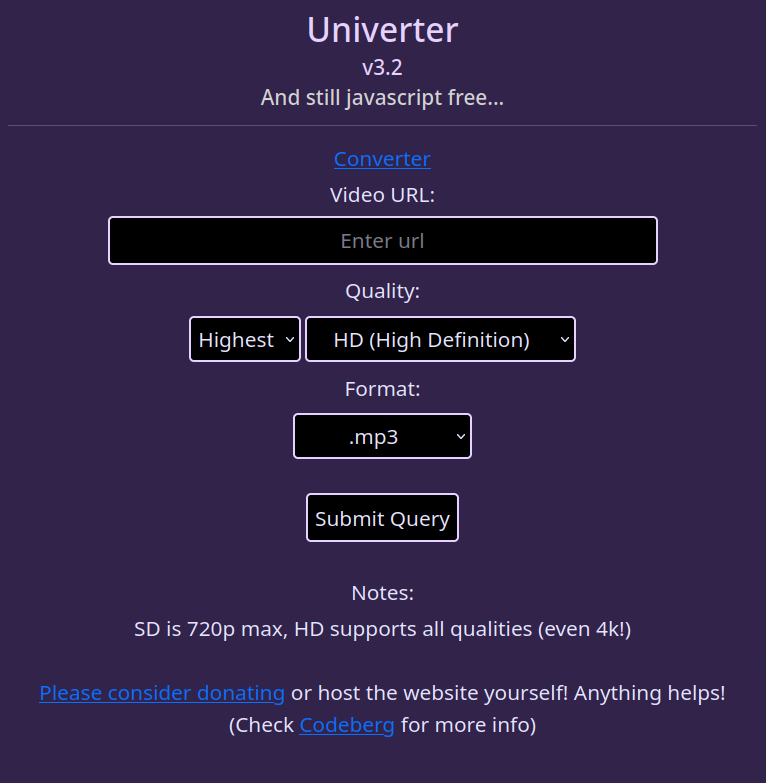 Univerter
v3.2
And still javascript free...
Converter
Video URL:
Enter url
Quality:
Highest HD (High Definition)
Format:
.mp3
Submit Query
Notes:
SD is 720p max, HD supports all qualities (even 4k!)
Please consider donating or host the website yourself! Anything helps!
(Check Codeberg for more info)